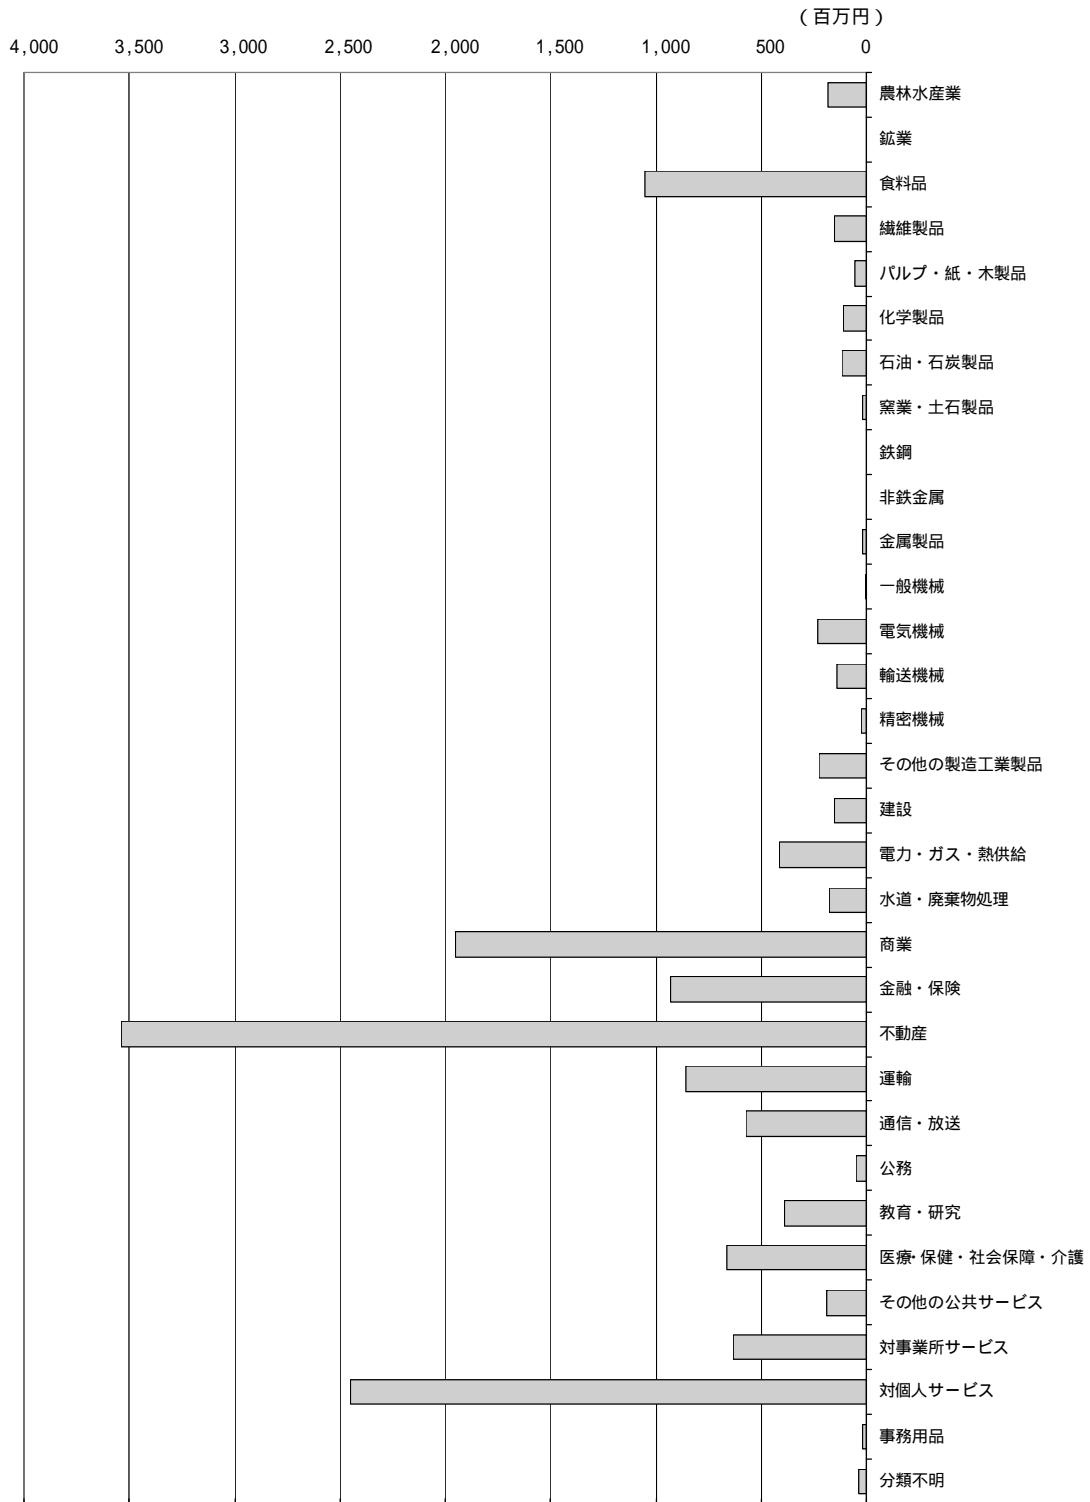 (百万円)
4,000 3,500 3,000 2,500 2,000 1,500 1,000 500 0
農林水産業
鉱業
食料品
繊維製品
パルプ・紙・木製品
化学製品
石油・石炭製品
窯業・土石製品
鉄鋼
非鉄金属
金属製品
一般機械
電気機械
輸送機械
精密機械
その他の製造工業製品
建設
電力・ガス・熱供給
水道・廃棄物処理
商業
金融・保険
不動産
運輸
通信・放送
公務
教育・研究
医療・保健・社会保障・介護
その他の公共サービス
対事業所サービス
対個人サービス
事務用品
分類不明